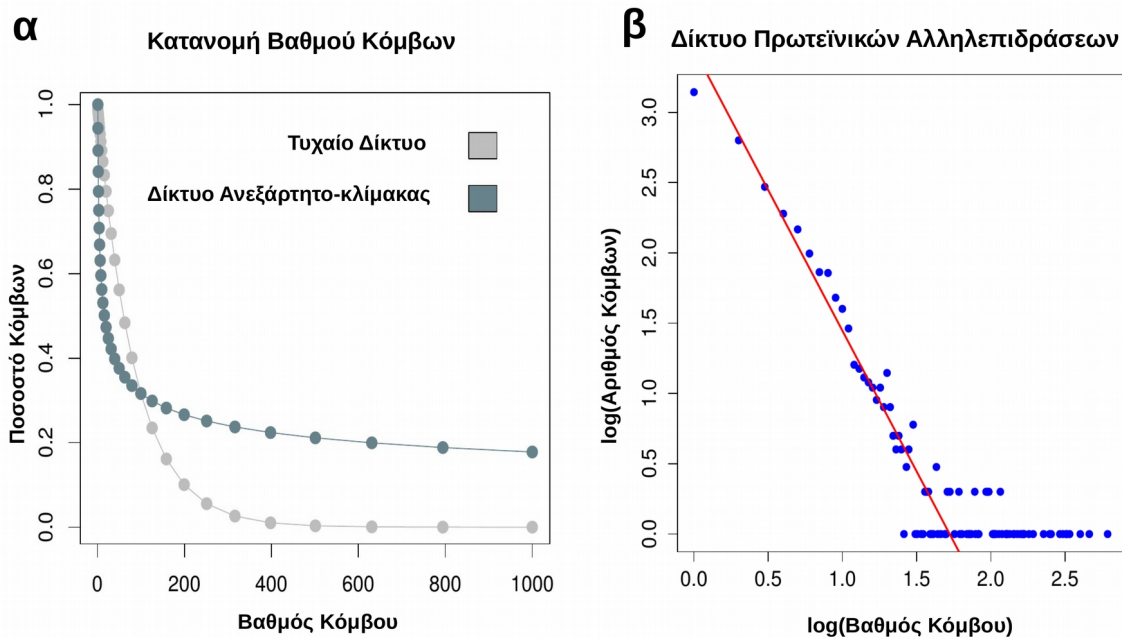 α
Κατανομή Βαθμού Κόμβων
Τυχαίο Δίκτυο
Δίκτυο Ανεξάρτητο-κλίμακας
Ποσοστό Κόμβων
1.0
0.8
0.6
0.4
0.2
0.0
0 200 400 600 800 1000
Βαθμός Κόμβου
β
Δίκτυο Πρωτεϊνικών Αλληλεπιδράσεων
log(Αριθμός Κόμβων)
3.0
2.5
2.0
1.5
1.0
0.5
0.0
0.0 0.5 1.0 1.5 2.0 2.5
log(Βαθμός Κόμβου)